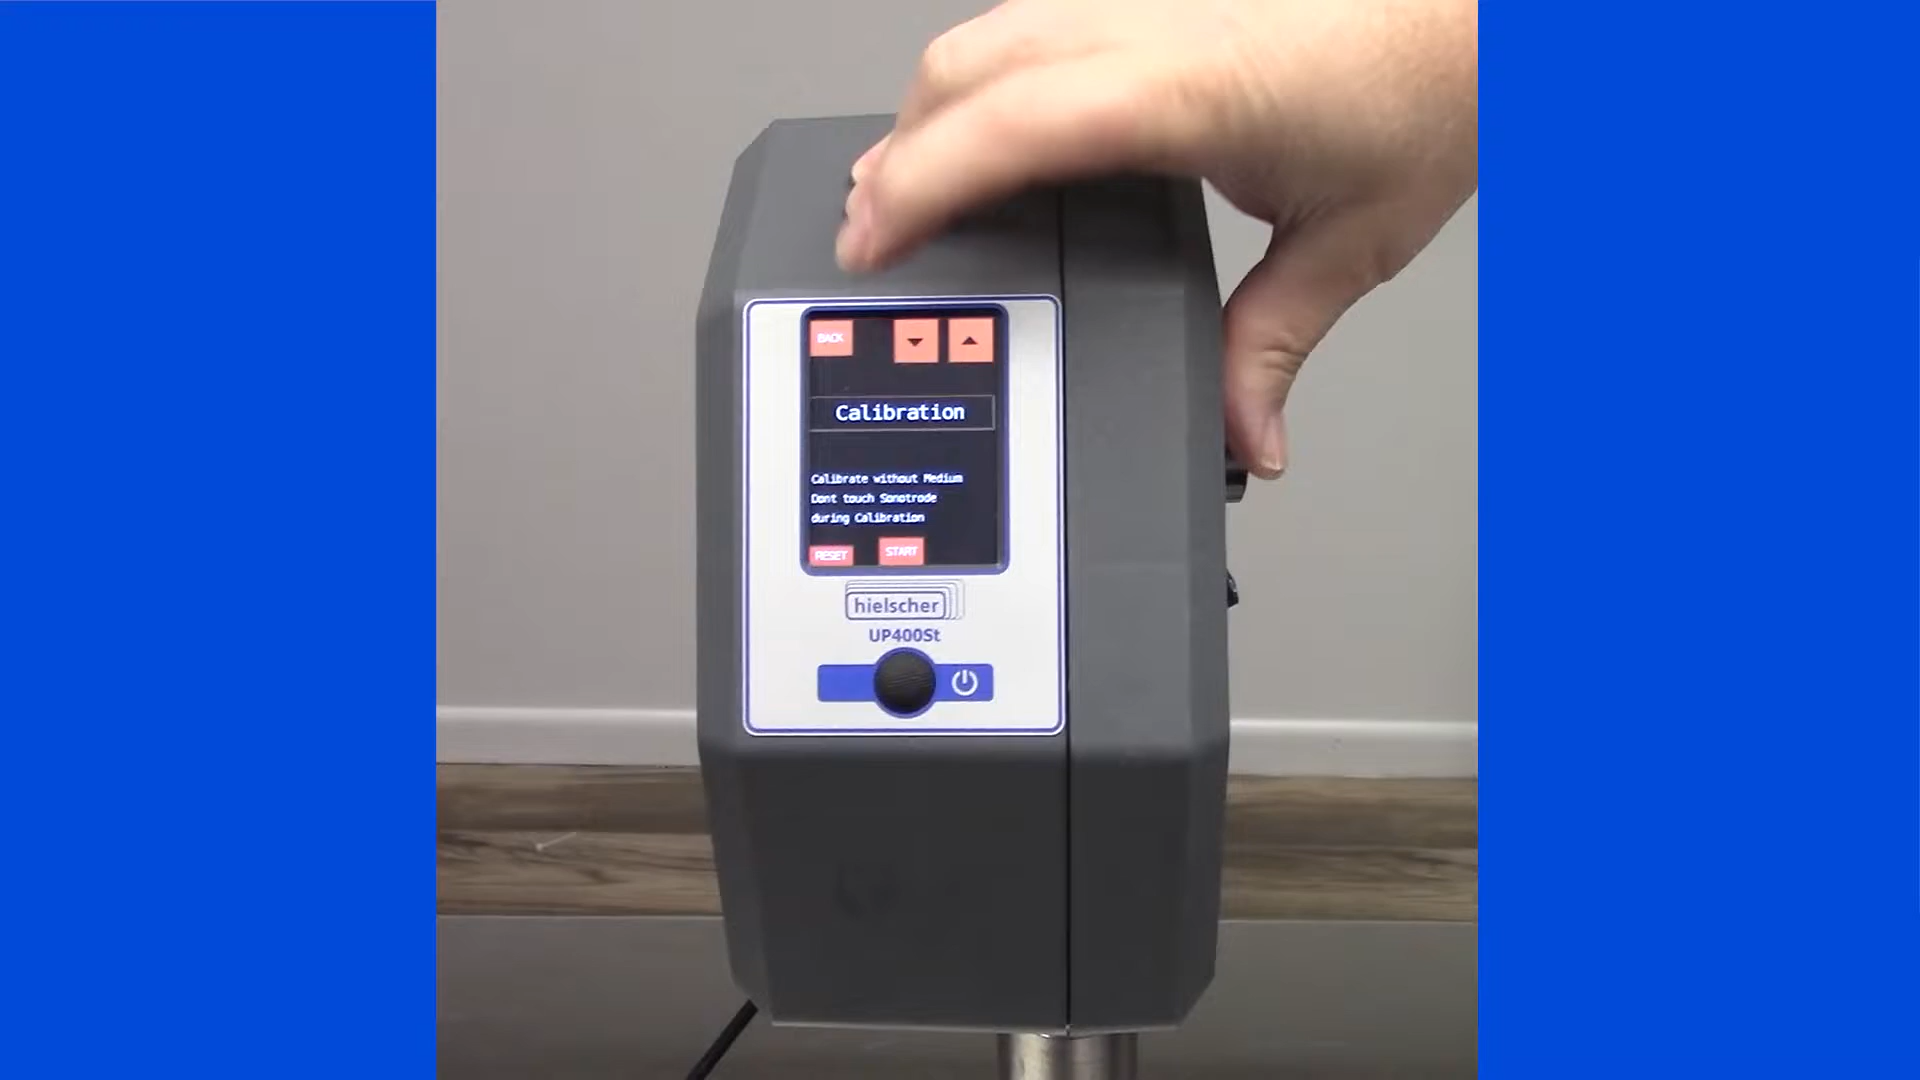 BACK
Calibration
Calibrate without Medium
Dont touch Sonotrode
during Calibration
RESET START
hielscher
UP400St